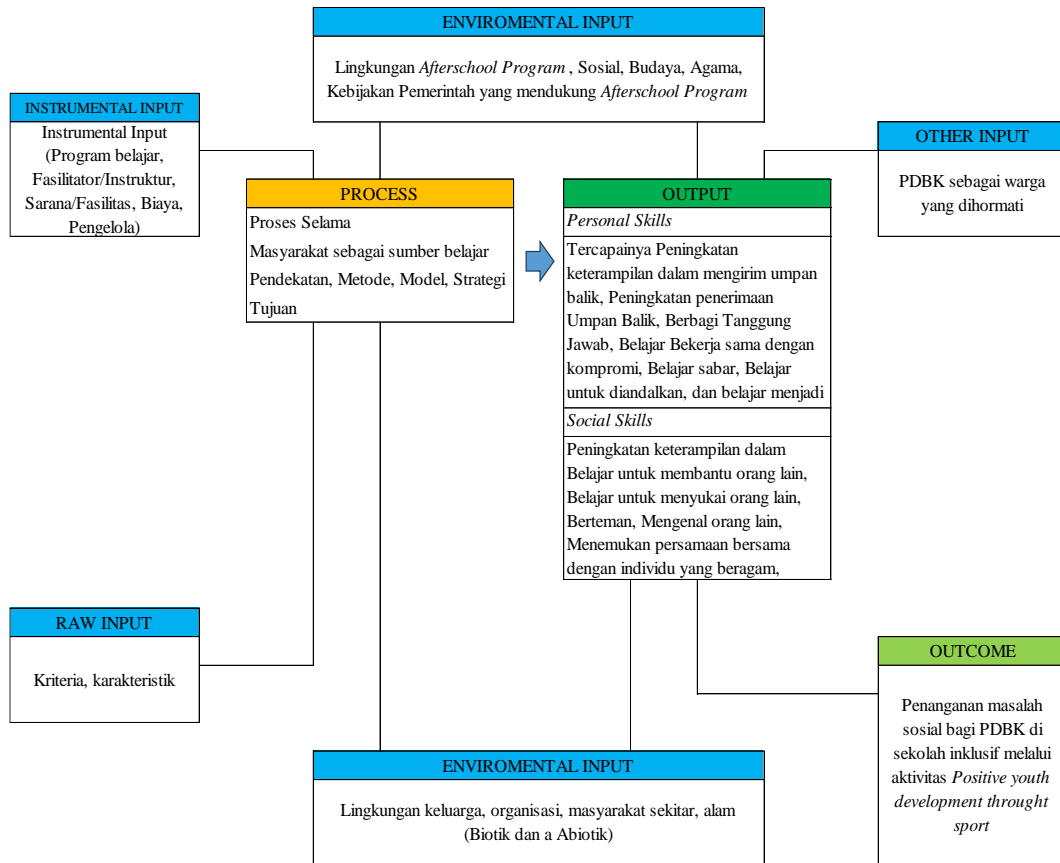 ENVIROMENTAL INPUT
Lingkungan Afterschool Program , Sosial, Budaya, Agama,
Kebijakan Pemerintah yang mendukung Afterschool Program
INSTRUMENTAL INPUT
Instrumental Input
(Program belajar,
Fasilitator/Instruktur,
Sarana/Fasilitas, Biaya,
Pengelola)
OTHER INPUT
PDBK sebagai warga
yang dihormati
PROCESS
Proses Selama
Masyarakat sebagai sumber belajar
Pendekatan, Metode, Model, Strategi
Tujuan
OUTPUT
Personal Skills
Tercapainya Peningkatan
keterampilan dalam mengirim umpan
balik, Peningkatan penerimaan
Umpan Balik, Berbagi Tanggung
Jawab, Belajar Bekerja sama dengan
kompromi, Belajar sabar, Belajar
untuk diandalkan, dan belajar menjadi
Social Skills
Peningkatan keterampilan dalam
Belajar untuk membantu orang lain,
Belajar untuk menyukai orang lain,
Berteman, Mengenal orang lain,
Menemukan persamaan bersama
dengan individu yang beragam,
RAW INPUT
Kriteria, karakteristik
OUTCOME
Penanganan masalah
sosial bagi PDBK di
sekolah inklusif melalui
aktivitas Positive youth
development throught
sport
ENVIROMENTAL INPUT
Lingkungan keluarga, organisasi, masyarakat sekitar, alam
(Biotik dan a Abiotik)